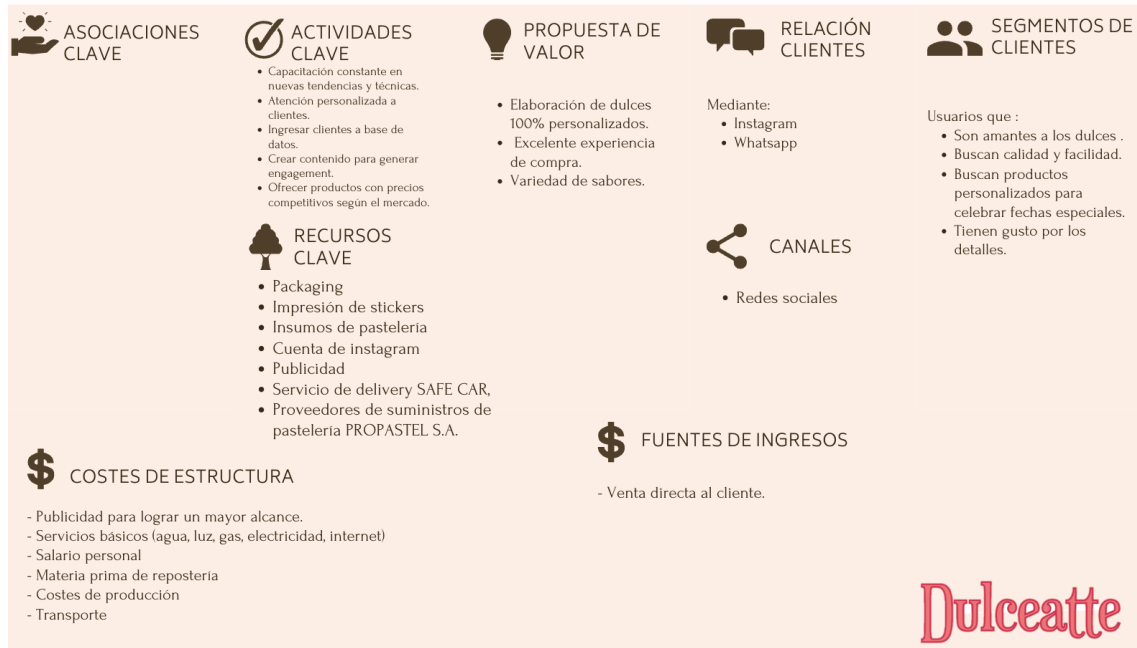 ASOCIACIONES
CLAVE
ACTIVIDADES
CLAVE
• Capacitación constante en
nuevas tendencias y técnicas.
• Atención personalizada a
clientes.
• Ingresar clientes a base de
datos.
• Crear contenido para generar
engagement.
• Ofrecer productos con precios
competitivos según el mercado.
RECURSOS
CLAVE
• Packaging
• Impresión de stickers
• Insumos de pastelería
• Cuenta de instagram
• Publicidad
• Servicio de delivery SAFE CAR,
• Proveedores de suministros de
pastelería PROPASTEL S.A.
PROPUESTA DE
VALOR
• Elaboración de dulces
100% personalizados.
• Excelente experiencia
de compra.
• Variedad de sabores.
RELACIÓN
CLIENTES
Mediante:
• Instagram
• Whatsapp
CANALES
• Redes sociales
SEGMENTOS DE
CLIENTES
Usuarios que :
• Son amantes a los dulces .
• Buscan calidad y facilidad.
• Buscan productos
personalizados para
celebrar fechas especiales.
• Tienen gusto por los
detalles.
$ COSTES DE ESTRUCTURA
- Publicidad para lograr un mayor alcance.
- Servicios básicos (agua, luz, gas, electricidad, internet)
- Salario personal
- Materia prima de repostería
- Costes de producción
- Transporte
$ FUENTES DE INGRESOS
- Venta directa al cliente.
Dulceatte